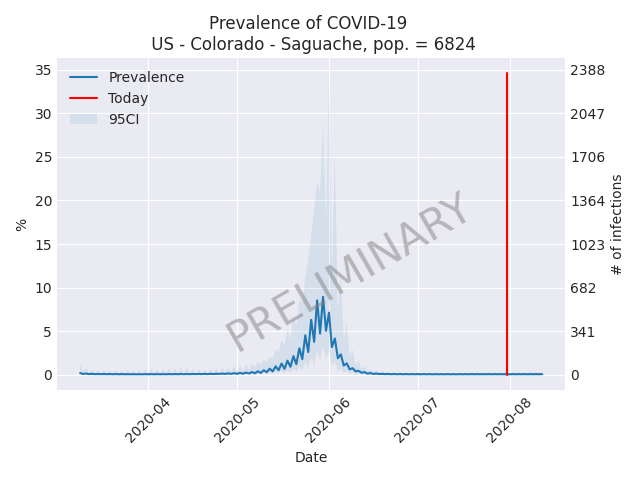 Prevalence of COVID-19
US - Colorado - Saguache, pop. = 6824
35
30
25
20
15
10
5
0
%
Prevalence
Today
95CI
PRELIMINARY
2388
2047
1706
1364
1023
682
341
0
# of infections
2020-04
2020-05
2020-06
2020-07
2020-08
Date